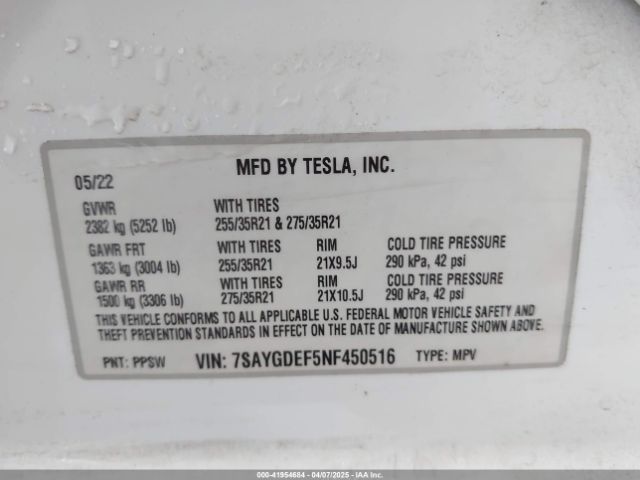 MFD BY TESLA, INC.
05/22
GVWR WITH TIRES
2382 kg (5252 lb) 255/35R21 & 275/35R21
GAWR FRT WITH TIRES RIM COLD TIRE PRESSURE
1363 kg (3004 lb) 255/35R21 21X9.5J 290 kPa, 42 psi
GAWR RR WITH TIRES RIM COLD TIRE PRESSURE
1500 kg (3306 lb) 275/35R21 21X10.5J 290 kPa, 42 psi
THIS VEHICLE CONFORMS TO ALL APPLICABLE U.S. FEDERAL MOTOR VEHICLE SAFETY AND
THEFT PREVENTION STANDARDS IN EFFECT ON THE DATE OF MANUFACTURE SHOWN ABOVE.
PNT: PPSW VIN: 7SAYGDEF5NF450516 TYPE: MPV
000-41954684 - 04/07/2025 - IAAI.COM